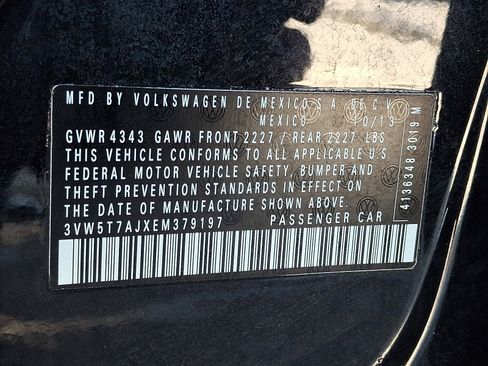 MFD BY VOLKSWAGEN DE MEXICO S.A. DE C.V.
MEXICO 10/13
GVWR 4343 GAWR FRONT 2227 / REAR 2227 LBS
THIS VEHICLE CONFORMS TO ALL APPLICABLE U.S.
FEDERAL MOTOR VEHICLE SAFETY, BUMPER AND
THEFT PREVENTION STANDARDS IN EFFECT ON
THE DATE OF MANUFACTURE SHOWN ABOVE.
3VW5T7AJXEM379197 PASSENGER CAR
4136348 3019 M